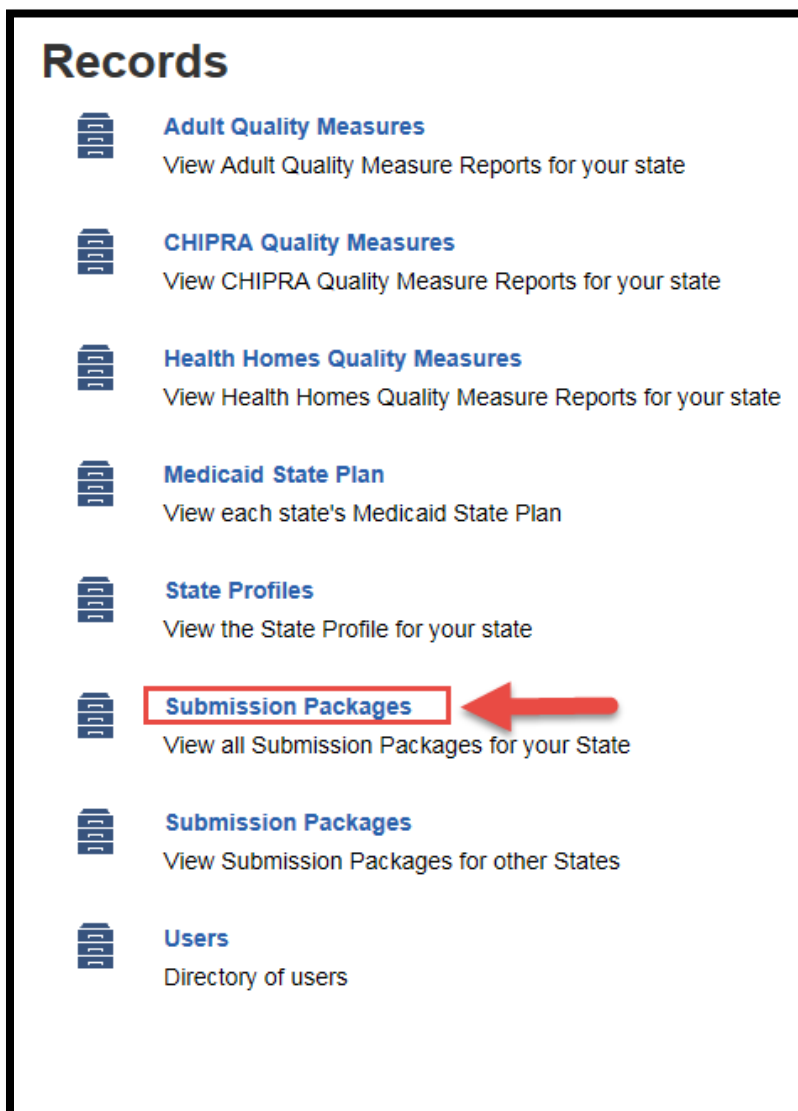 Records
Adult Quality Measures
View Adult Quality Measure Reports for your state
CHIPRA Quality Measures
View CHIPRA Quality Measure Reports for your state
Health Homes Quality Measures
View Health Homes Quality Measure Reports for your state
Medicaid State Plan
View each state's Medicaid State Plan
State Profiles
View the State Profile for your state
Submission Packages
View all Submission Packages for your State
Submission Packages
View Submission Packages for other States
Users
Directory of users